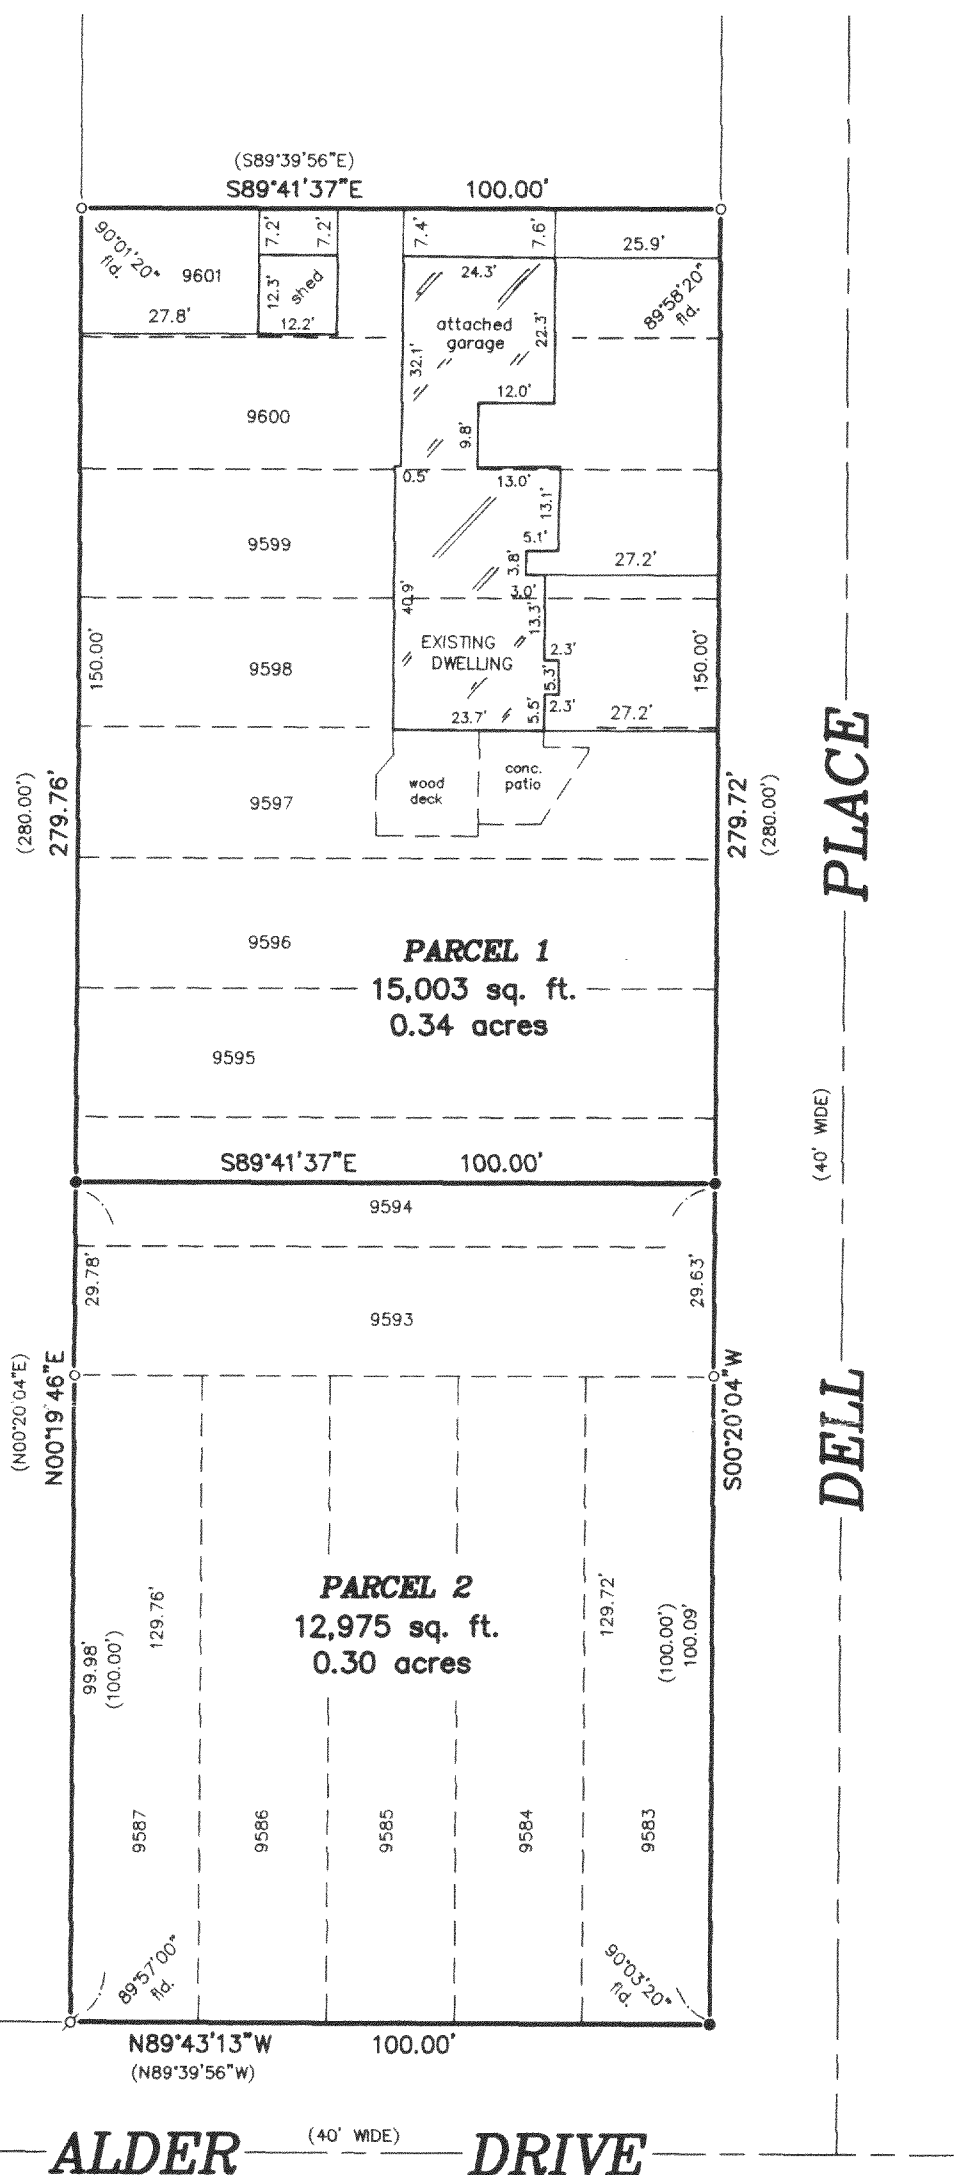 (S89°39'56"E)
S89°41'37"E 100.00'
90°01'20"
fld.
9601
27.8'
7.2'
7.2'
12.3'
shed
12.2'
7.4'
7.6'
25.9'
24.3'
89°58'20"
fld.
attached
garage
22.3'
32.1'
12.0'
9600
9.8'
0.5'
13.0'
13.1'
9599
5.1'
3.8'
27.2'
3.0'
40.9'
13.3'
EXISTING
DWELLING
2.3'
5.3'
9598
150.00'
150.00'
23.7'
5.5'
2.3'
27.2'
wood
deck
conc.
patio
9597
(280.00')
279.76'
279.72'
(280.00')
PLACE
9596
PARCEL 1
15,003 sq. ft.
0.34 acres
9595
(40' WIDE)
S89°41'37"E 100.00'
9594
29.78'
29.63'
9593
(N00°20'04"E)
N00°19'46"E
S00°20'04"W
DELL
PARCEL 2
12,975 sq. ft.
0.30 acres
99.98'
(100.00')
129.76'
129.72'
(100.00')
100.09'
9587
9586
9585
9584
9583
89°57'00"
fld.
90°03'20"
fld.
N89°43'13"W 100.00'
(N89°39'56"W)
(40' WIDE)
ALDER DRIVE